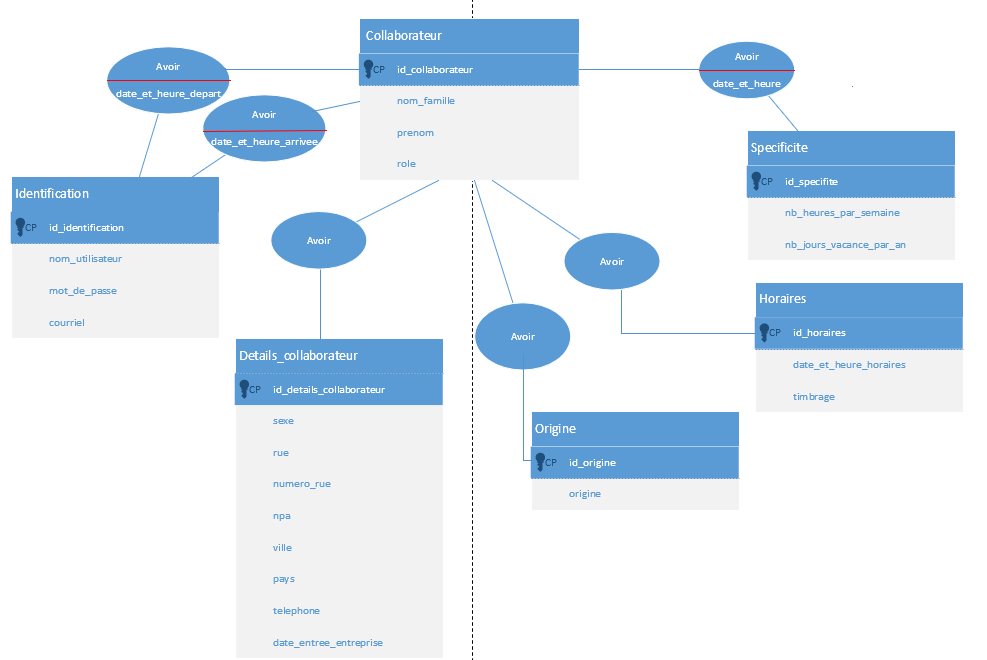 Collaborateur
CP id_collaborateur
nom_famille
prenom
role
Avoir
date_et_heure_depart
Avoir
date_et_heure_arrivee
Avoir
date_et_heure
Specificite
CP id_specifite
nb_heures_par_semaine
nb_jours_vacance_par_an
Identification
CP id_identification
nom_utilisateur
mot_de_passe
courriel
Avoir
Avoir
Avoir
Horaires
CP id_horaires
date_et_heure_horaires
timbrage
Details_collaborateur
CP id_details_collaborateur
sexe
rue
numero_rue
npa
ville
pays
telephone
date_entree_entreprise
Origine
CP id_origine
origine